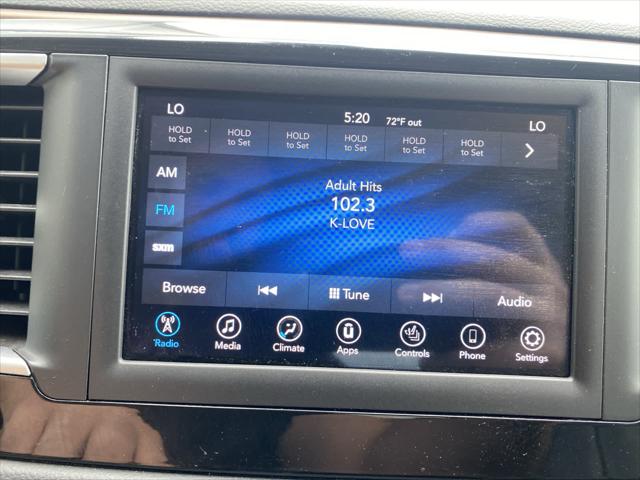 LO 5:20 72°F out LO
HOLD to Set HOLD to Set HOLD to Set HOLD to Set HOLD to Set HOLD to Set
AM
FM
sxm
Adult Hits
102.3
K-LOVE
Browse Tune Audio
Radio Media Climate Apps Controls Phone Settings